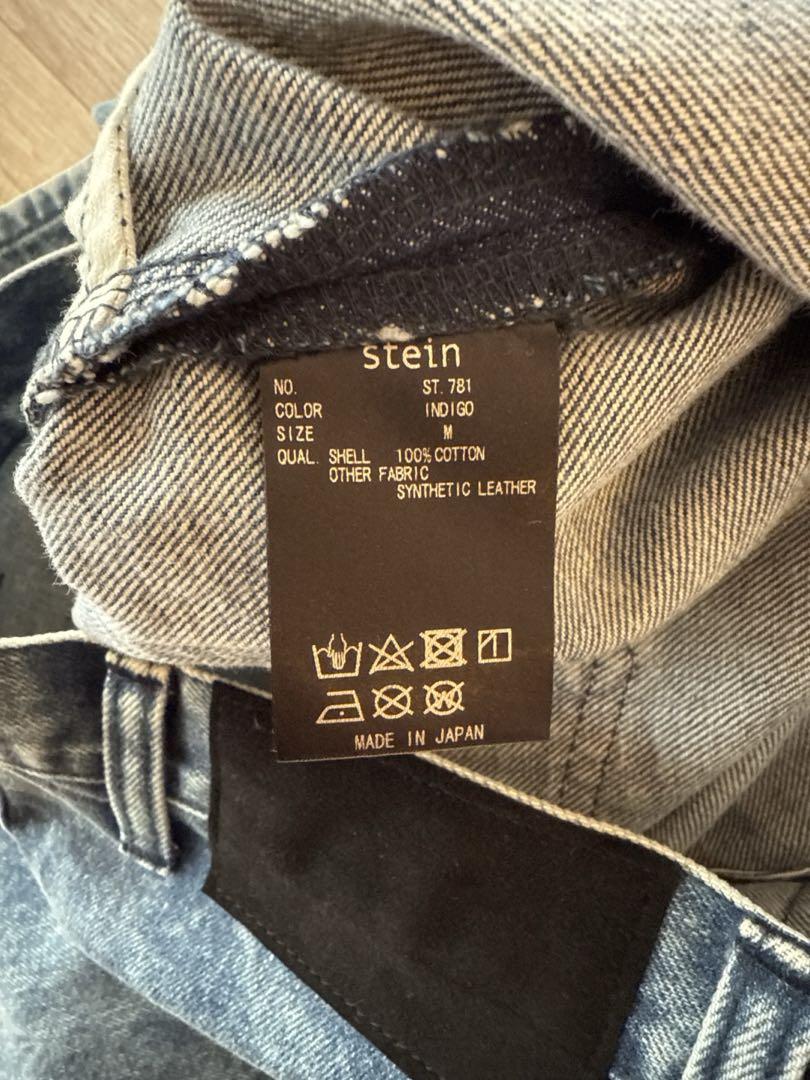 stein
NO. ST.781
COLOR INDIGO
SIZE M
QUAL. SHELL 100% COTTON
OTHER FABRIC
SYNTHETIC LEATHER
W
MADE IN JAPAN